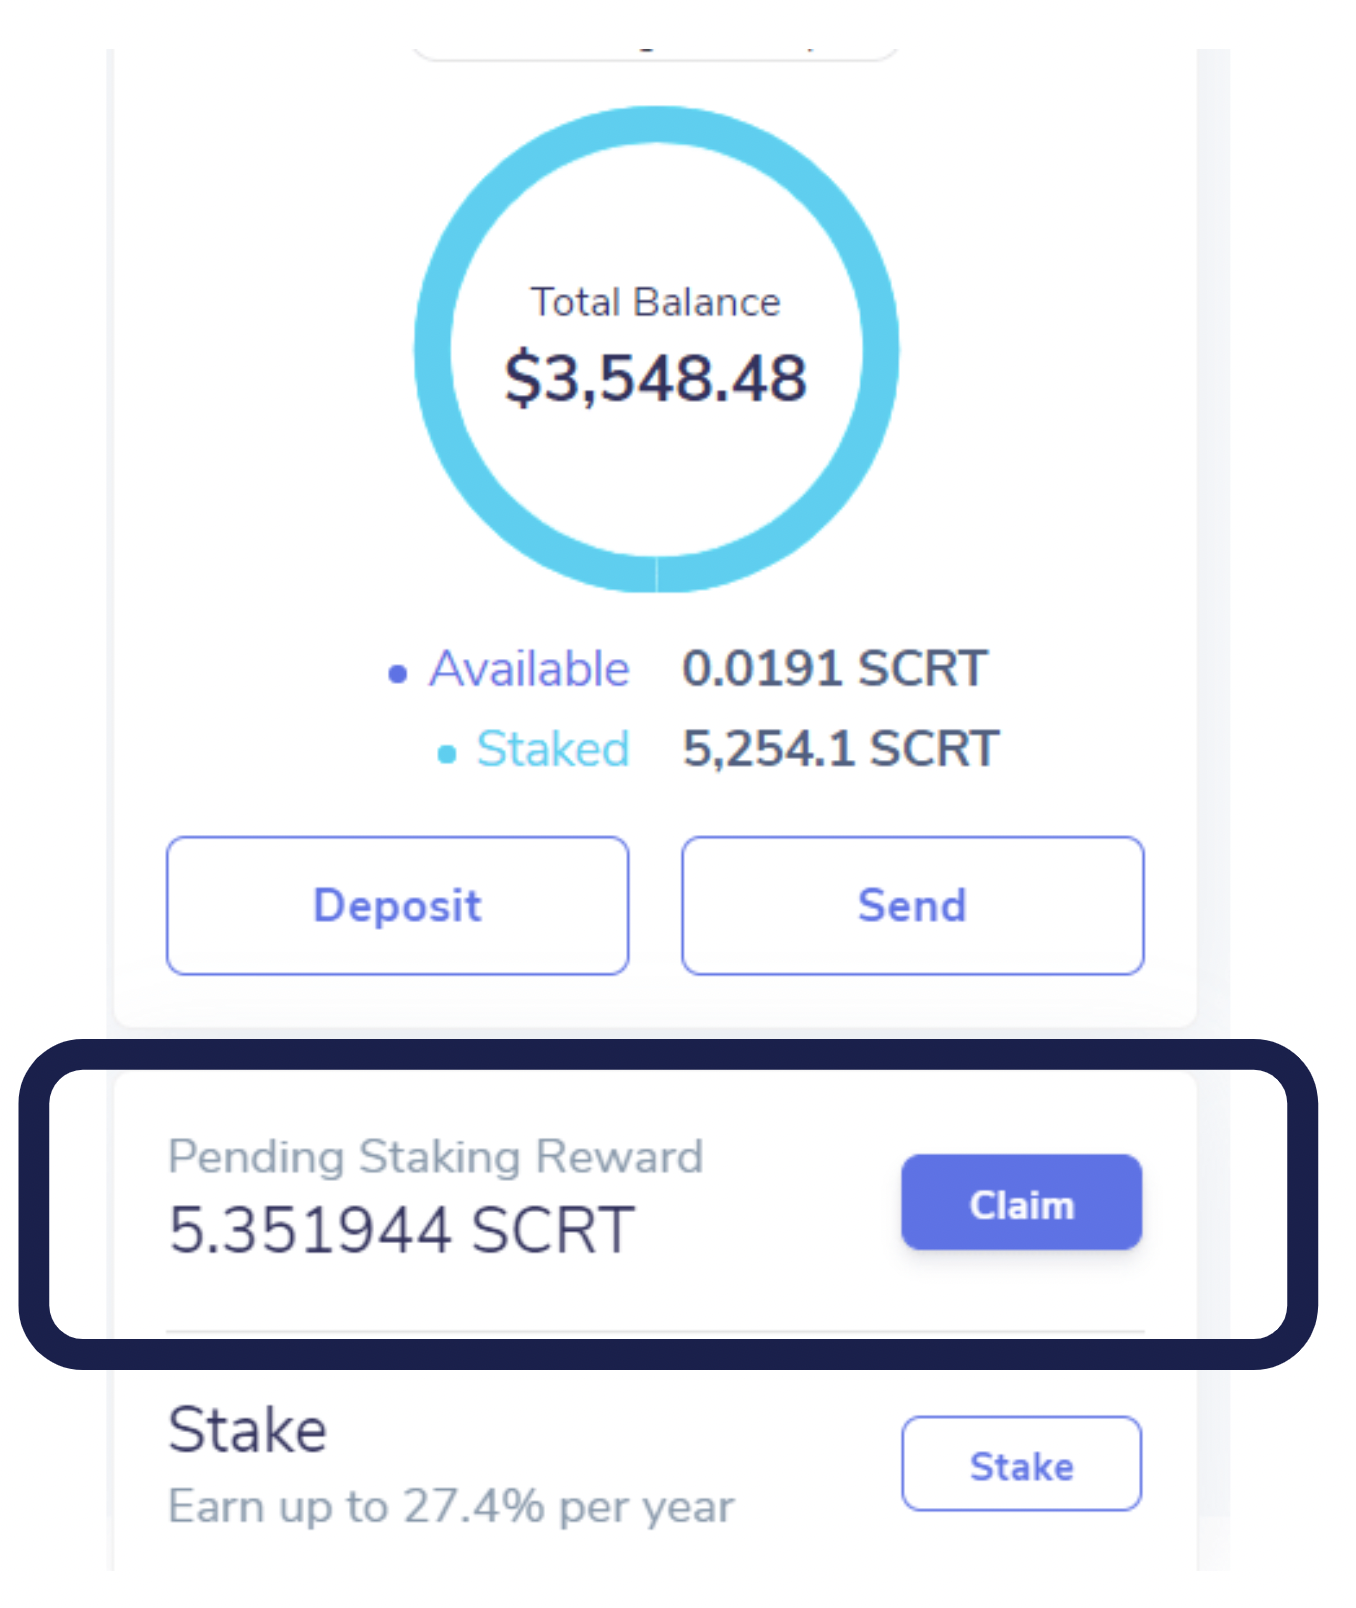 Total Balance
$3,548.48
Available 0.0191 SCRT
Staked 5,254.1 SCRT
Deposit Send
Pending Staking Reward
5.351944 SCRT
Claim
Stake
Earn up to 27.4% per year
Stake